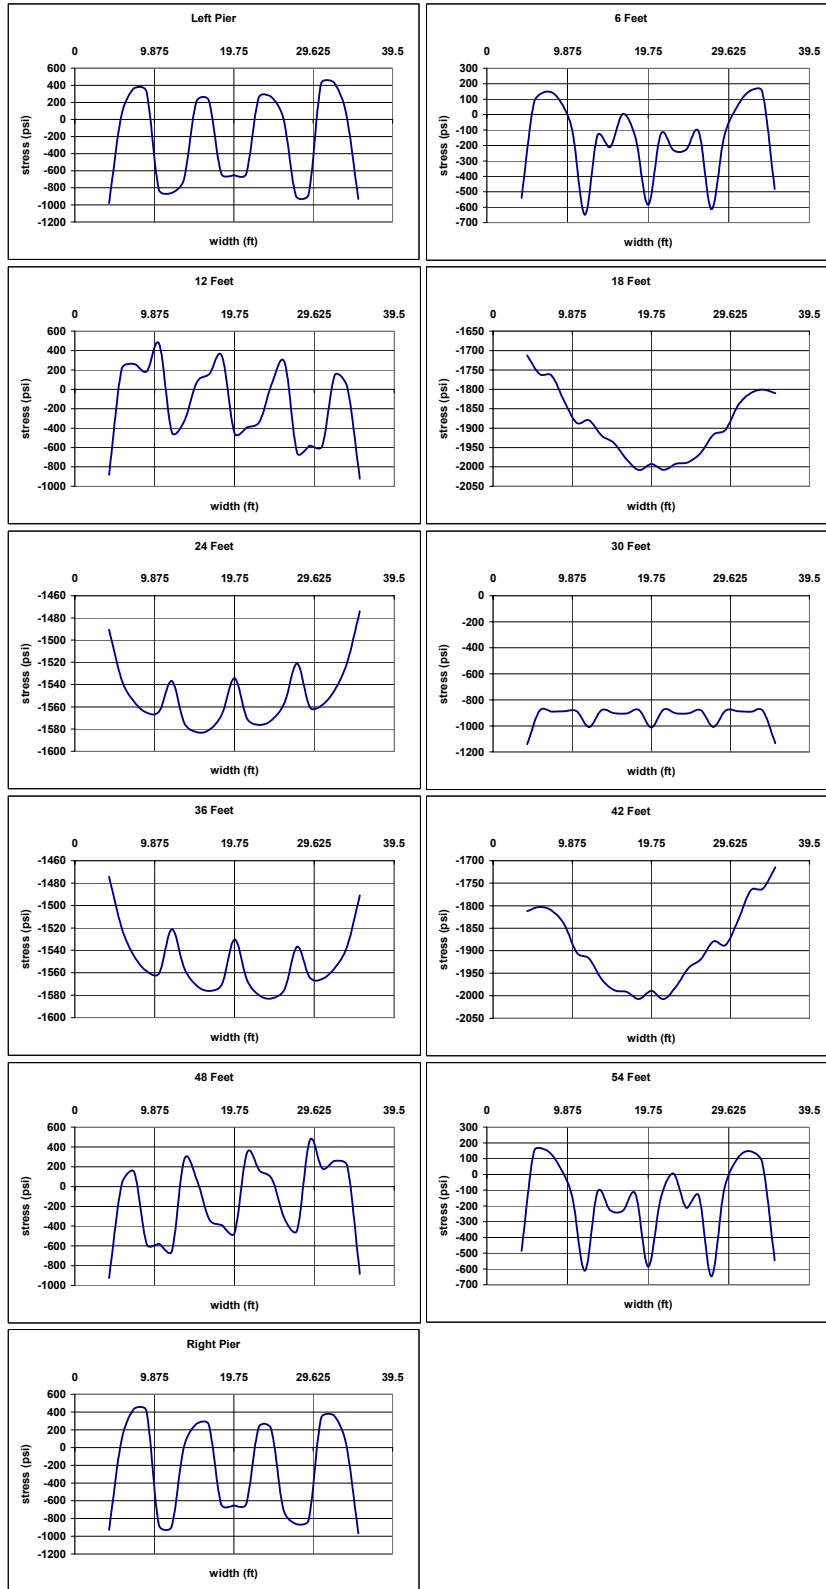 Left Pier
0 9.875 19.75 29.625 39.5
600
400
200
0
-200
-400
-600
-800
-1000
-1200
stress (psi)
width (ft)
6 Feet
0 9.875 19.75 29.625 39.5
300
200
100
0
-100
-200
-300
-400
-500
-600
-700
stress (psi)
width (ft)
12 Feet
0 9.875 19.75 29.625 39.5
600
400
200
0
-200
-400
-600
-800
-1000
stress (psi)
width (ft)
18 Feet
0 9.875 19.75 29.625 39.5
-1650
-1700
-1750
-1800
-1850
-1900
-1950
-2000
-2050
stress (psi)
width (ft)
24 Feet
0 9.875 19.75 29.625 39.5
-1460
-1480
-1500
-1520
-1540
-1560
-1580
-1600
stress (psi)
width (ft)
30 Feet
0 9.875 19.75 29.625 39.5
0
-200
-400
-600
-800
-1000
-1200
stress (psi)
width (ft)
36 Feet
0 9.875 19.75 29.625 39.5
-1460
-1480
-1500
-1520
-1540
-1560
-1580
-1600
stress (psi)
width (ft)
42 Feet
0 9.875 19.75 29.625 39.5
-1700
-1750
-1800
-1850
-1900
-1950
-2000
-2050
stress (psi)
width (ft)
48 Feet
0 9.875 19.75 29.625 39.5
600
400
200
0
-200
-400
-600
-800
-1000
stress (psi)
width (ft)
54 Feet
0 9.875 19.75 29.625 39.5
300
200
100
0
-100
-200
-300
-400
-500
-600
-700
stress (psi)
width (ft)
Right Pier
0 9.875 19.75 29.625 39.5
600
400
200
0
-200
-400
-600
-800
-1000
-1200
stress (psi)
width (ft)